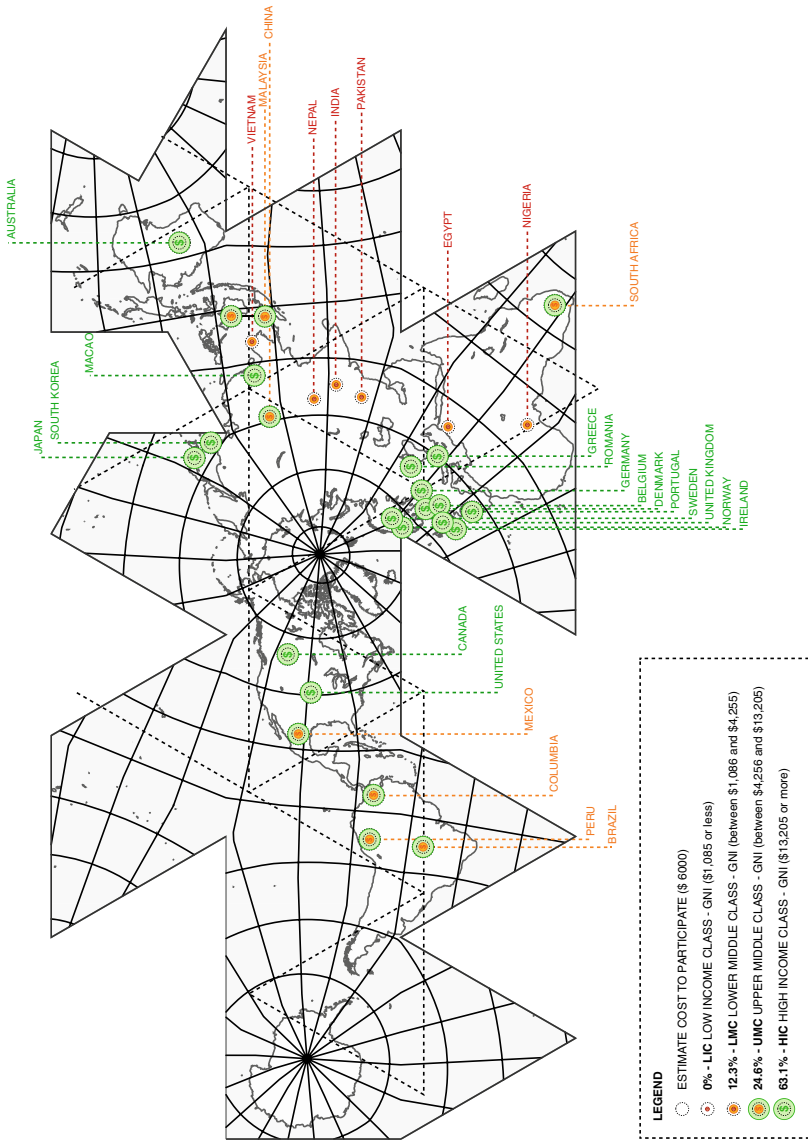 AUSTRALIA
JAPAN
SOUTH KOREA
MACAO
VIETNAM
MALAYSIA
CHINA
NEPAL
INDIA
PAKISTAN
EGYPT
NIGERIA
SOUTH AFRICA
GREECE
ROMANIA
GERMANY
BELGIUM
DENMARK
PORTUGAL
SWEDEN
UNITED KINGDOM
NORWAY
IRELAND
CANADA
UNITED STATES
MEXICO
COLUMBIA
PERU
BRAZIL
LEGEND
ESTIMATE COST TO PARTICIPATE ($ 6000)
0% - LIC LOW INCOME CLASS - GNI ($1,085 or less)
12.3% - LMC LOWER MIDDLE CLASS - GNI (between $1,086 and $4,255)
24.6% - UMC UPPER MIDDLE CLASS - GNI (between $4,256 and $13,205)
63.1% - HIC HIGH INCOME CLASS - GNI ($13,205 or more)